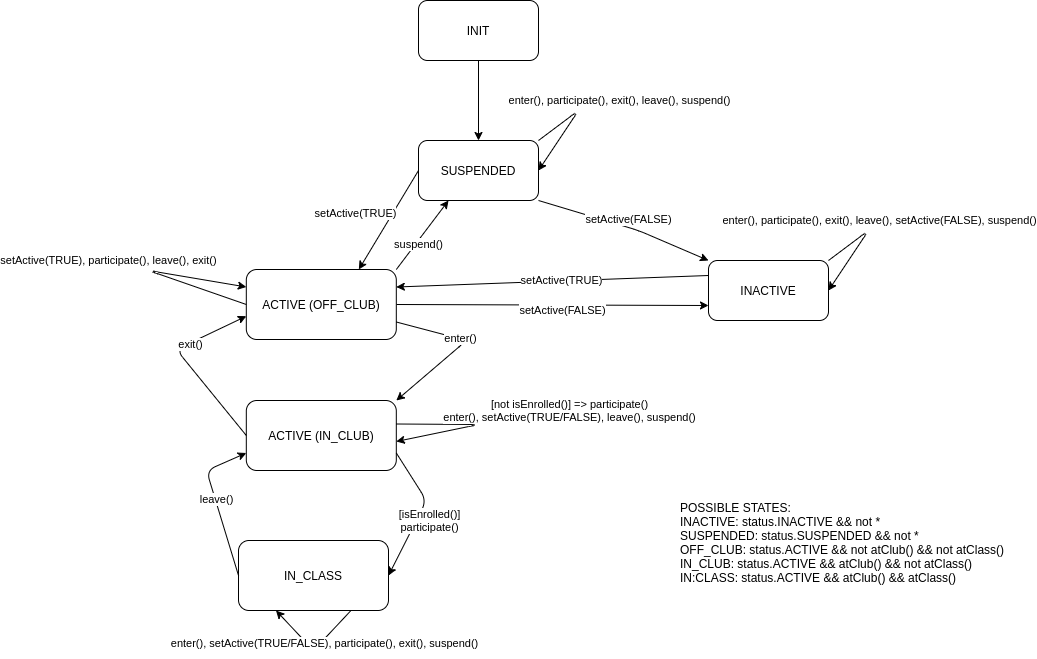 INIT
enter(), participate(), exit(), leave(), suspend()
SUSPENDED
setActive(TRUE)
setActive(FALSE)
enter(), participate(), exit(), leave(), setActive(FALSE), suspend()
suspend()
setActive(TRUE), participate(), leave(), exit()
setActive(TRUE)
INACTIVE
ACTIVE (OFF_CLUB)
setActive(FALSE)
exit()
enter()
[not isEnrolled()] => participate()
enter(), setActive(TRUE/FALSE), leave(), suspend()
ACTIVE (IN_CLUB)
leave()
[isEnrolled()]
participate()
POSSIBLE STATES:
INACTIVE: status.INACTIVE && not *
SUSPENDED: status.SUSPENDED && not *
OFF_CLUB: status.ACTIVE && not atClub() && not atClass()
IN_CLUB: status.ACTIVE && atClub() && not atClass()
IN:CLASS: status.ACTIVE && atClub() && atClass()
IN_CLASS
enter(), setActive(TRUE/FALSE), participate(), exit(), suspend()